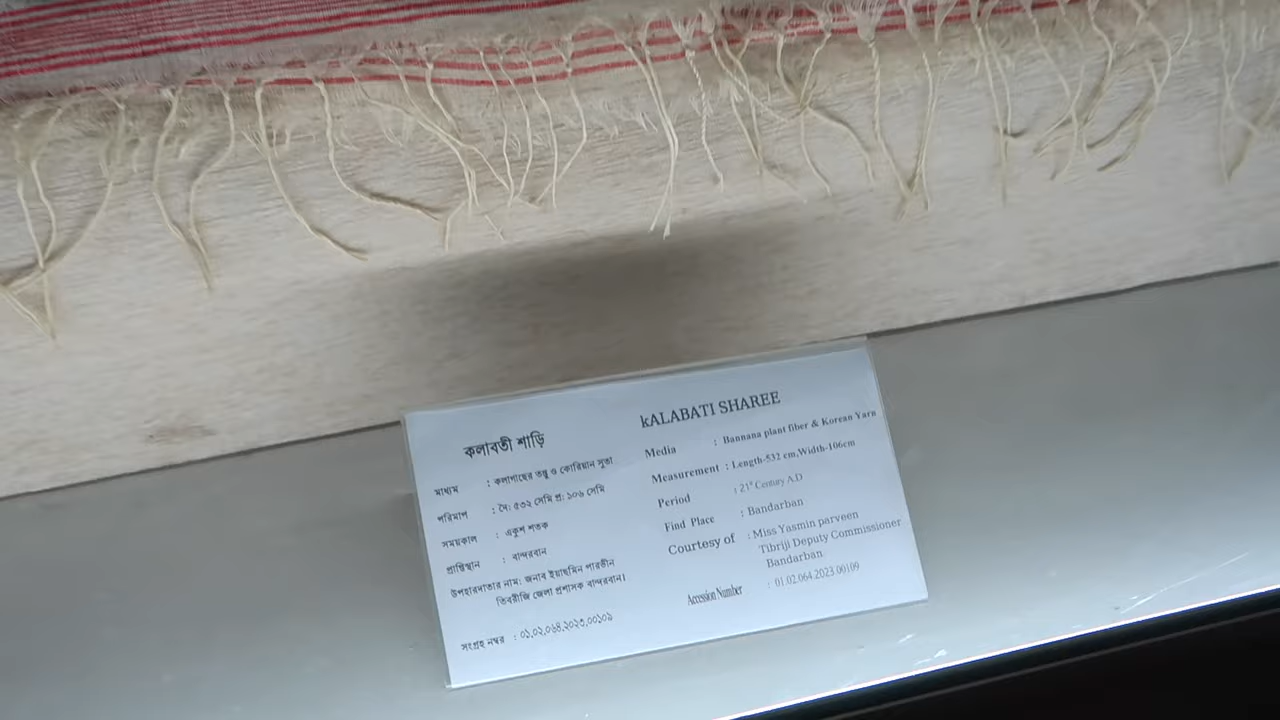 কলাবতী শাড়ি
মাধ্যম : কলাগাছের তন্তু ও কোরিয়ান সুতা
পরিমাপ : দৈ: ৫৩২ সেমি প্র: ১০৬ সেমি
সময়কাল : একুশ শতক
প্রাপ্তিস্থান : বান্দরবান
উপহারদাতার নাম: জনাব ইয়াছমিন পারভীন
তিবরীজি জেলা প্রশাসক বান্দরবান।
সংগ্রহ নম্বর : ০১.০২.০৬৪.২০২৩.০০১০৯
kALABATI SHAREE
Media : Bannana plant fiber & Korean Yarn
Measurement : Length-532 cm,Width-106cm
Period : 21st Century A.D
Find Place : Bandarban
Courtesy of : Miss Yasmin parveen
Tibriji Deputy Commissioner
Bandarban
Accession Number : 01.02.064.2023.00109